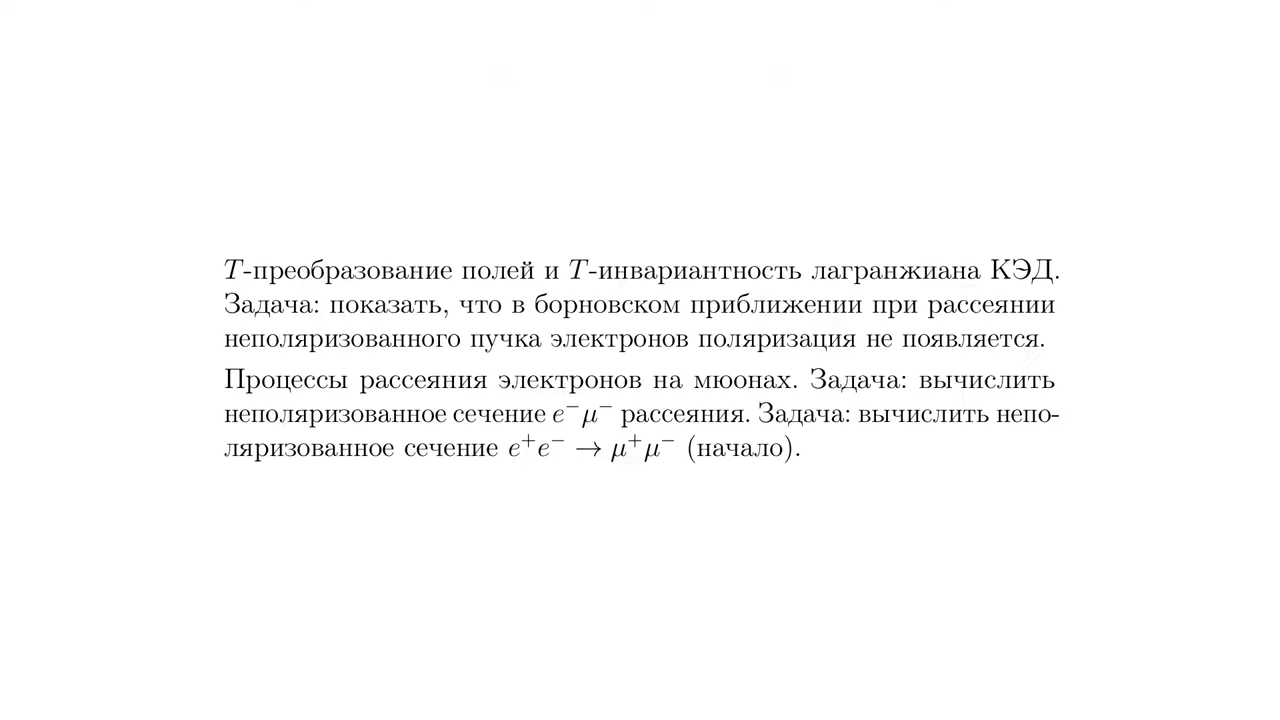 T-преобразование полей и T-инвариантность лагранжиана КЭД.
Задача: показать, что в борновском приближении при рассеянии
неполяризованного пучка электронов поляризация не появляется.
Процессы рассеяния электронов на мюонах. Задача: вычислить
неполяризованное сечение e⁻μ⁻ рассеяния. Задача: вычислить непо-
ляризованное сечение e⁺e⁻ → μ⁺μ⁻ (начало).